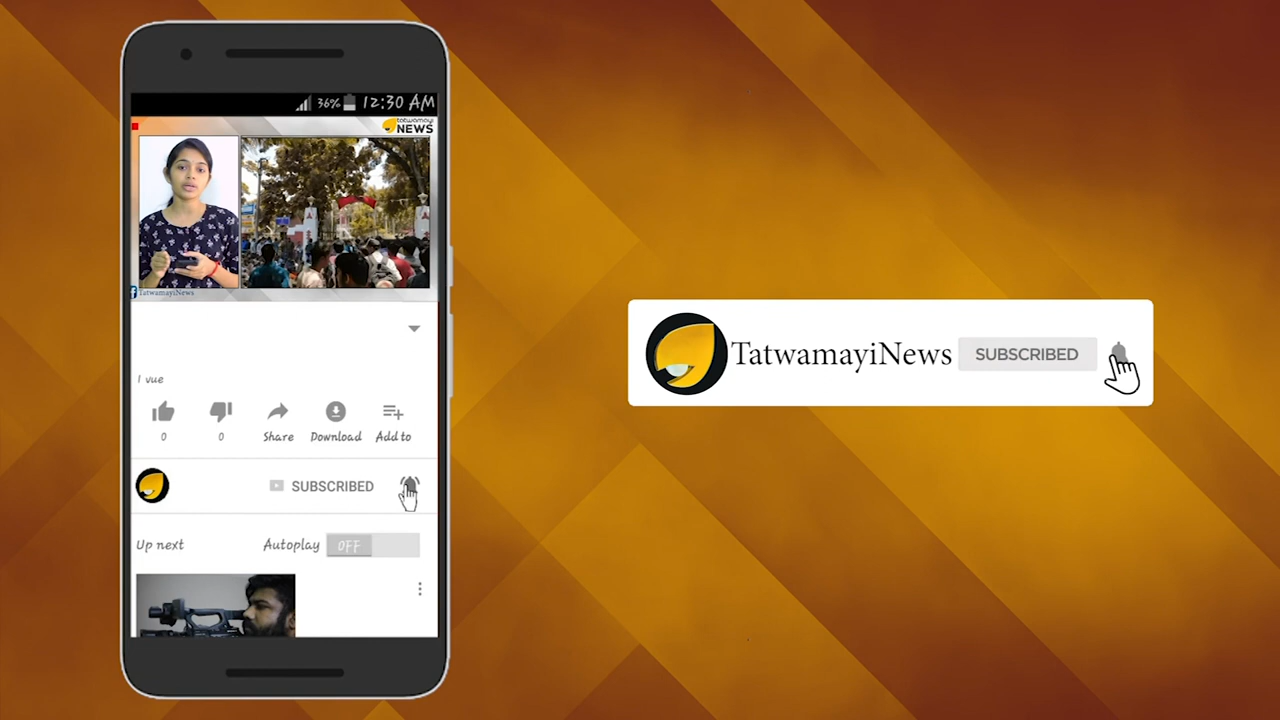 36% 12:30 AM
tatwamayi
NEWS
TatwamayiNews
1 vue
0 0 Share Download Add to
SUBSCRIBED
Up next Autoplay OFF
TatwamayiNews SUBSCRIBED